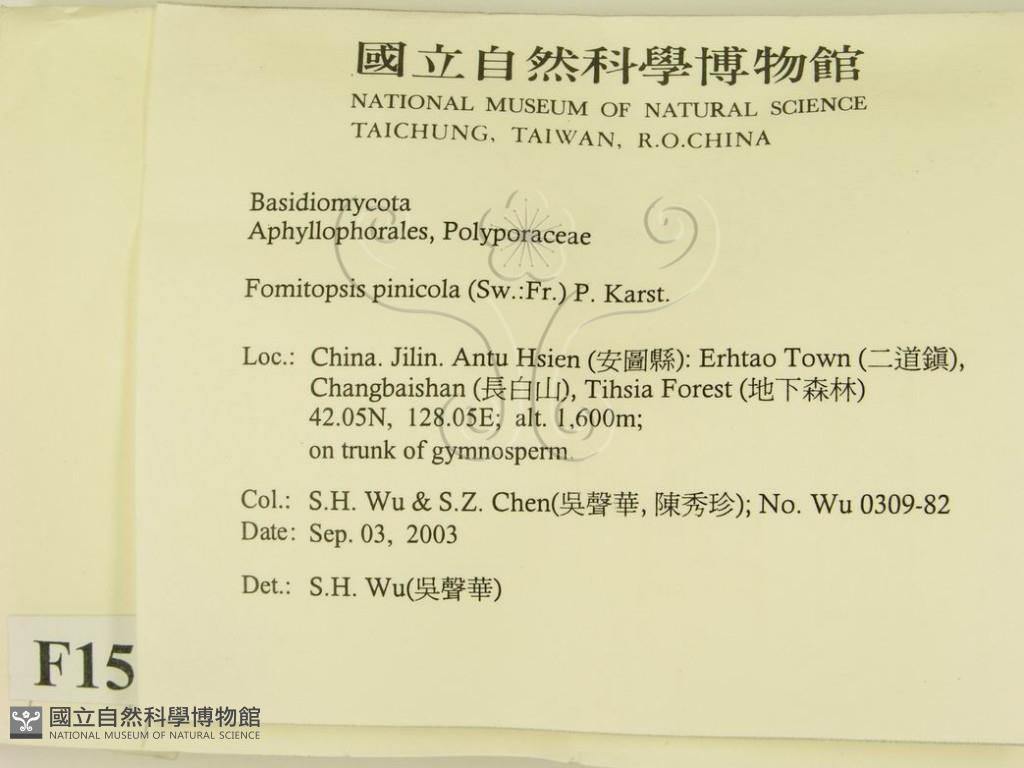 國立自然科學博物館
NATIONAL MUSEUM OF NATURAL SCIENCE
TAICHUNG, TAIWAN, R.O.CHINA
Basidiomycota
Aphyllophorales, Polyporaceae
Fomitopsis pinicola (Sw.:Fr.) P. Karst.
Loc.: China. Jilin. Antu Hsien (安圖縣): Erhtao Town (二道鎭),
Changbaishan (長白山), Tihsia Forest (地下森林)
42.05N, 128.05E; alt. 1,600m;
on trunk of gymnosperm.
Col.: S.H. Wu & S.Z. Chen(吳聲華, 陳秀珍); No. Wu 0309-82
Date: Sep. 03, 2003
Det.: S.H. Wu(吳聲華)
F15
國立自然科學博物館
NATIONAL MUSEUM OF NATURAL SCIENCE